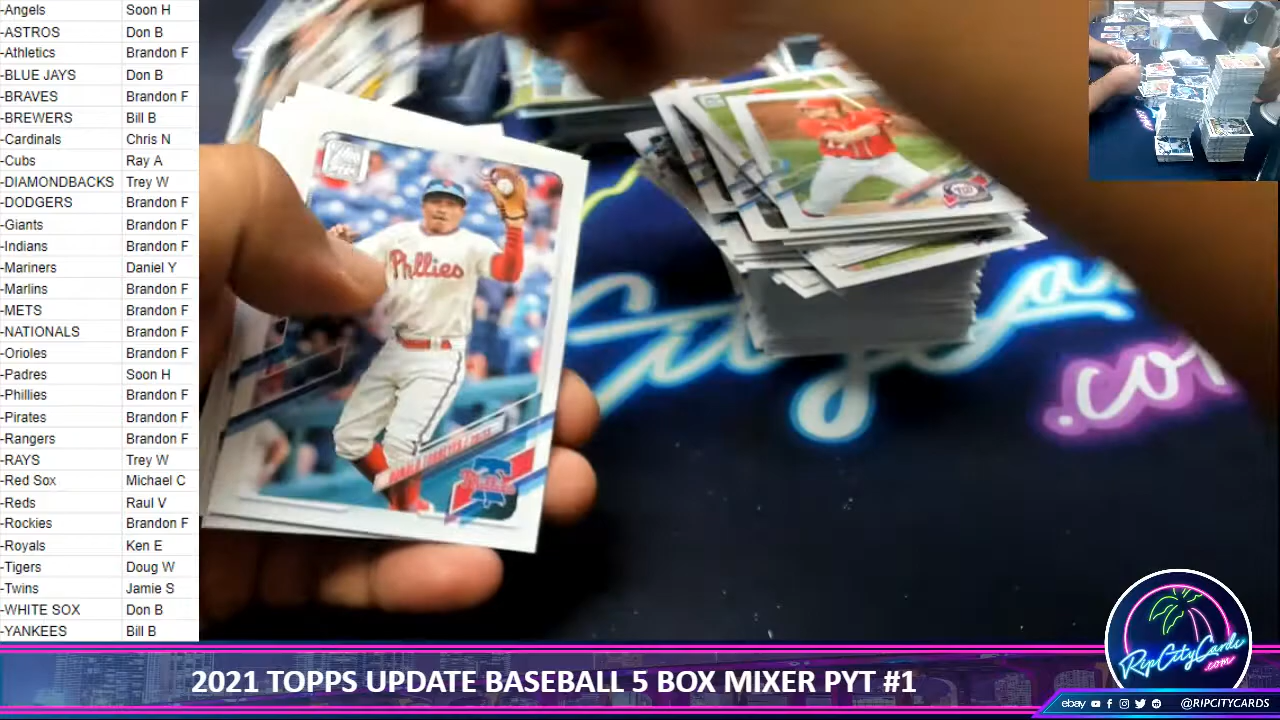 -Angels Soon H
-ASTROS Don B
-Athletics Brandon F
-BLUE JAYS Don B
-BRAVES Brandon F
-BREWERS Bill B
-Cardinals Chris N
-Cubs Ray A
-DIAMONDBACKS Trey W
-DODGERS Brandon F
-Giants Brandon F
-Indians Brandon F
-Mariners Daniel Y
-Marlins Brandon F
-METS Brandon F
-NATIONALS Brandon F
-Orioles Brandon F
-Padres Soon H
-Phillies Brandon F
-Pirates Brandon F
-Rangers Brandon F
-RAYS Trey W
-Red Sox Michael C
-Reds Raul V
-Rockies Brandon F
-Royals Ken E
-Tigers Doug W
-Twins Jamie S
-WHITE SOX Don B
-YANKEES Bill B
Phillies
Phillies
.co
RipCityCards
.com
2021 TOPPS UPDATE BASEBALL 5 BOX MIXER PYT #1
ebay @RIPCITYCARDS